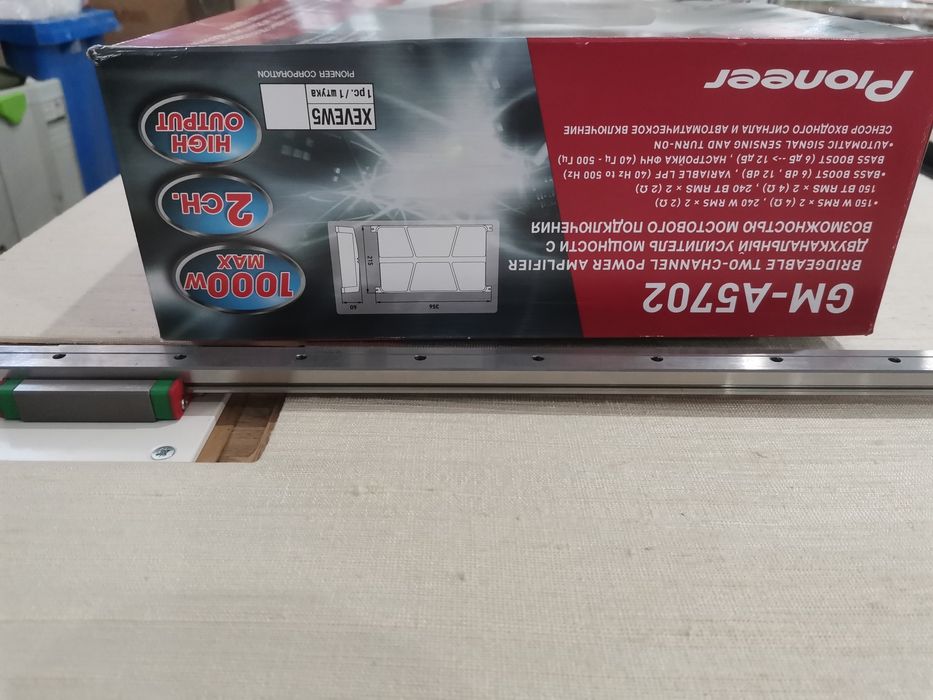 Pioneer
GM-A5702
BRIDGEABLE TWO-CHANNEL POWER AMPLIFIER
ДВУХКАНАЛЬНЫЙ УСИЛИТЕЛЬ МОЩНОСТИ С
ВОЗМОЖНОСТЬЮ МОСТОВОГО ПОДКЛЮЧЕНИЯ
•150 W RMS × 2 (4 Ω) , 240 W RMS × 2 (2 Ω)
150 ВТ RMS × 2 (4 Ω) , 240 ВТ RMS × 2 (2 Ω)
•BASS BOOST (6 dB , 12 dB) , VARIABLE LPF (40 Hz to 500 Hz)
BASS BOOST (6 дБ --> 12 дБ) , НАСТРОЙКА ФНЧ (40 Гц - 500 Гц)
•AUTOMATIC SIGNAL SENSING AND TURN-ON
СЕНСОР ВХОДНОГО СИГНАЛА И АВТОМАТИЧЕСКОЕ ВКЛЮЧЕНИЕ
356
215
60
1000W
MAX
2CH.
HIGH
OUTPUT
XEVEW5
1 pc. / 1 штука
PIONEER CORPORATION